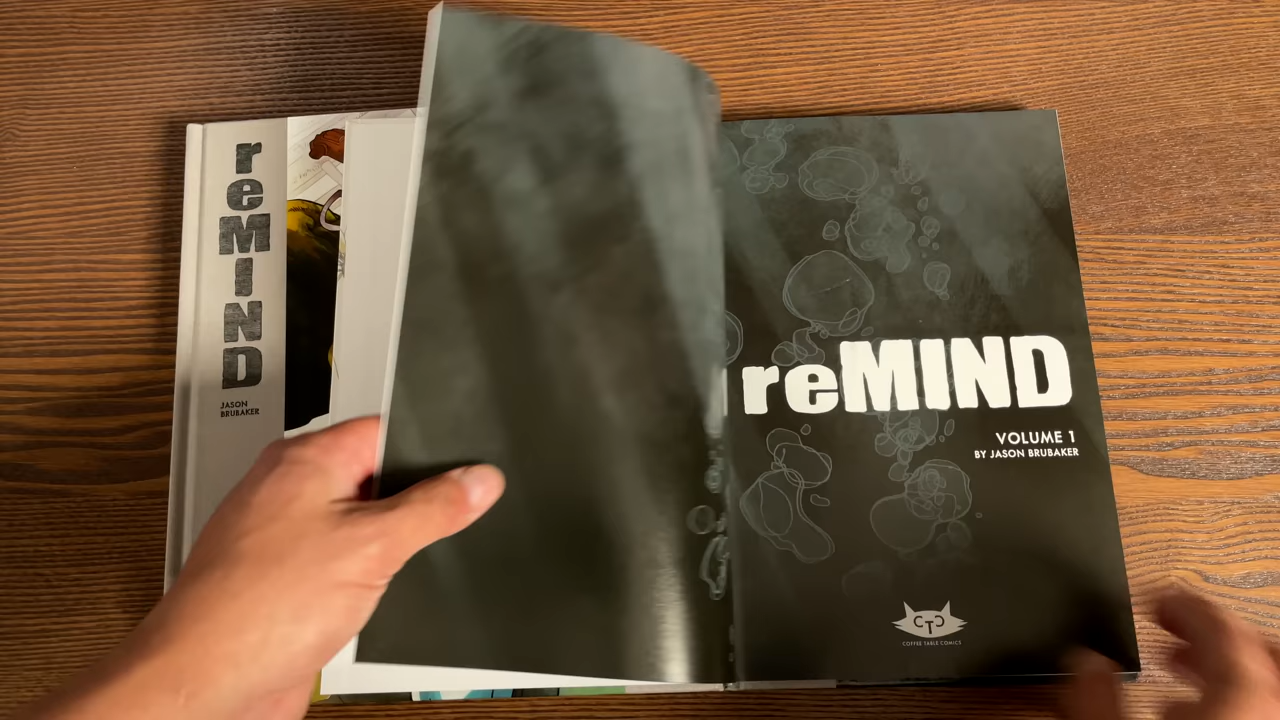 reMIND
JASON
BRUBAKER
reMIND
VOLUME 1
BY JASON BRUBAKER
CTC
COFFEE TABLE COMICS